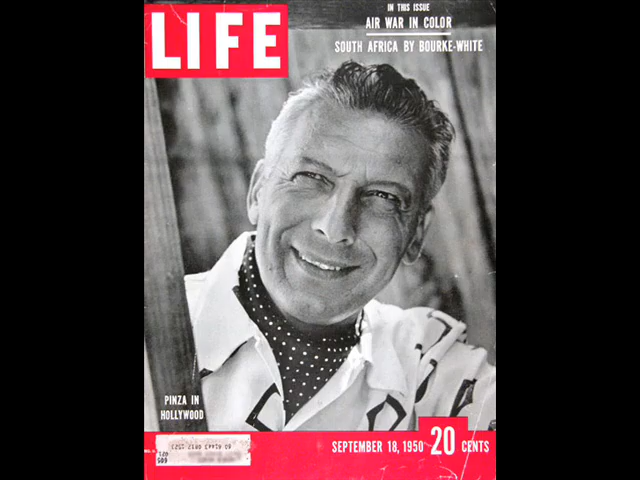 LIFE
IN THIS ISSUE
AIR WAR IN COLOR
SOUTH AFRICA BY BOURKE-WHITE
PINZA IN
HOLLYWOOD
SEPTEMBER 18, 1950
20 CENTS